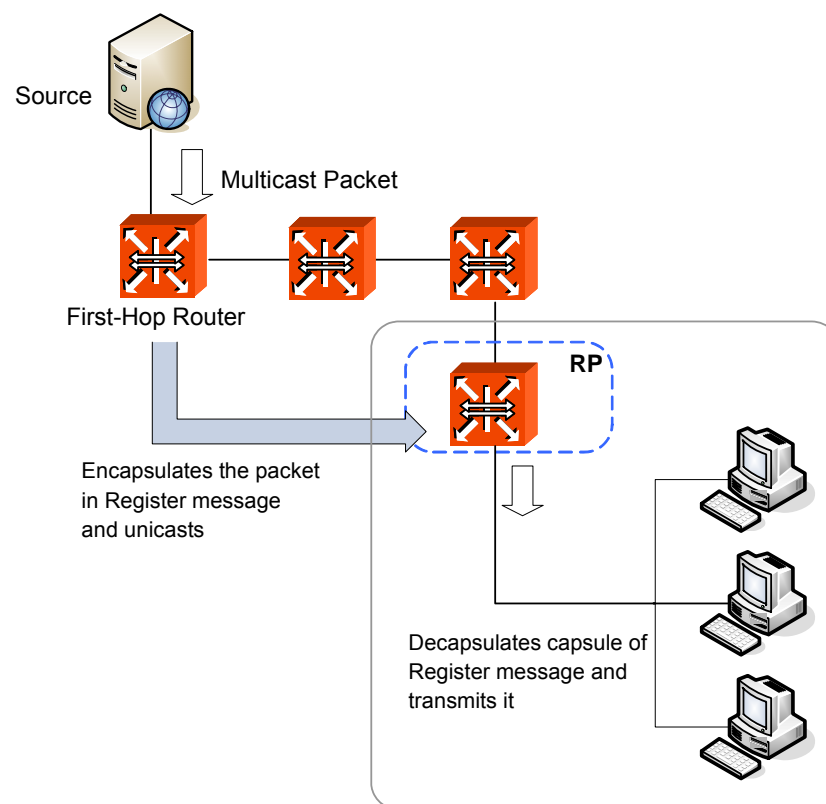 Source
Multicast Packet
First-Hop Router
RP
Encapsulates the packet
in Register message
and unicasts
Decapsulates capsule of
Register message and
transmits it